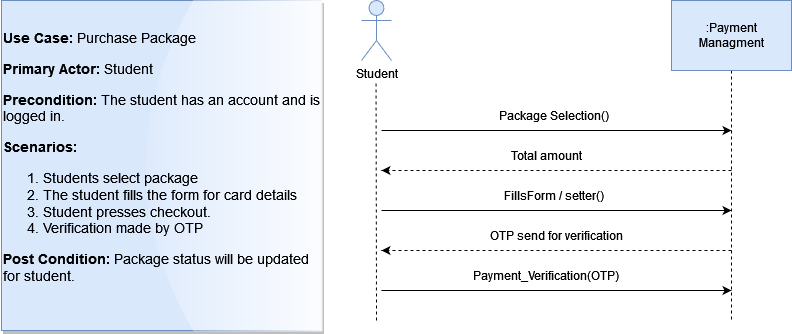 Use Case: Purchase Package
Primary Actor: Student
Precondition: The student has an account and is
logged in.
Scenarios:
1. Students select package
2. The student fills the form for card details
3. Student presses checkout.
4. Verification made by OTP
Post Condition: Package status will be updated
for student.
Student
:Payment
Managment
Package Selection()
Total amount
FillsForm / setter()
OTP send for verification
Payment_Verification(OTP)